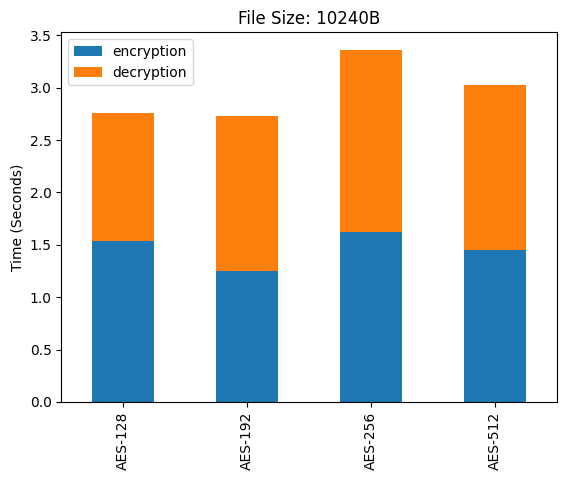 File Size: 10240B
encryption
decryption
Time (Seconds)
3.5
3.0
2.5
2.0
1.5
1.0
0.5
0.0
AES-128
AES-192
AES-256
AES-512